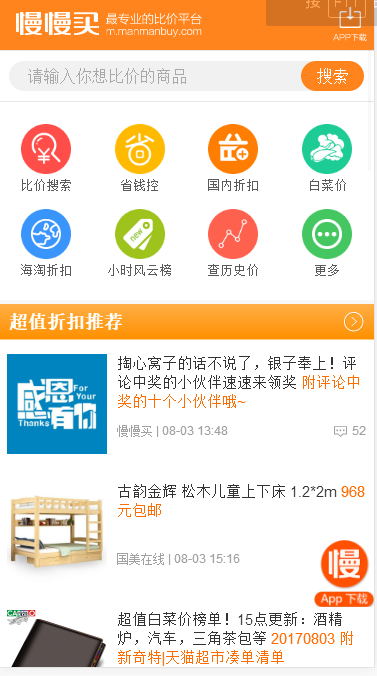 按 F11
慢慢买 最专业的比价平台
m.manmanbuy.com
APP下载
请输入你想比价的商品 搜索
比价搜索 省钱控 国内折扣 白菜价
海淘折扣 小时风云榜 查历史价 更多
超值折扣推荐
感恩 For You
Thanks 有你
掏心窝子的话不说了，银子奉上！评
论中奖的小伙伴速速来领奖 附评论中
奖的十个小伙伴哦~
慢慢买 | 08-03 13:48 52
古韵金辉 松木儿童上下床 1.2*2m 968
元包邮
国美在线 | 08-03 15:16
慢
App 下载
超值白菜价榜单！15点更新：酒精
炉，汽车，三角茶包等 20170803 附
新奇特|天猫超市凑单清单